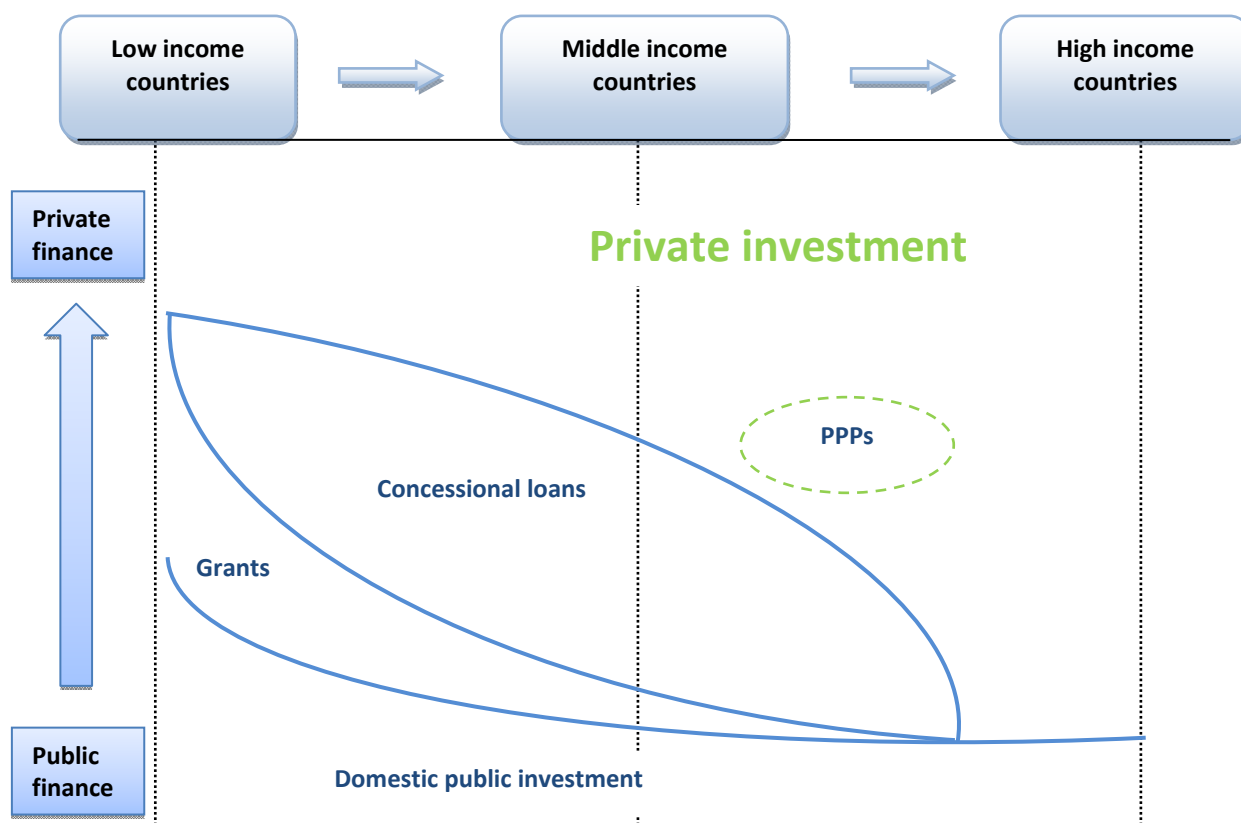 Low income
countries
Middle income
countries
High income
countries
Private
finance
Private investment
PPPs
Concessional loans
Grants
Public
finance
Domestic public investment